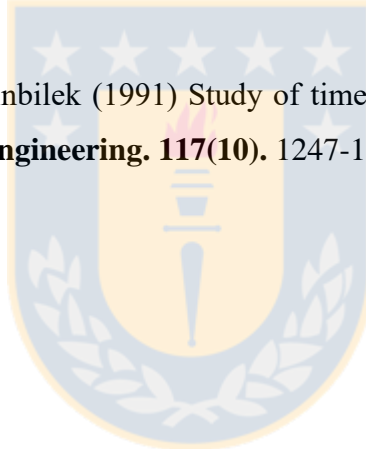 nbilek (1991) Study of time
ngineering. 117(10). 1247-1